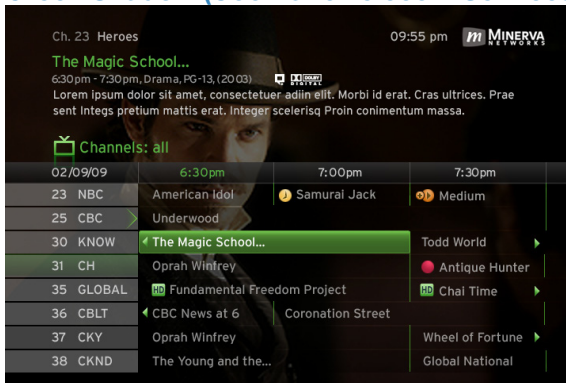 Ch. 23 Heroes 09:55 pm m MINERVA NETWORKS
The Magic School...
6:30pm - 7:30pm, Drama, PG-13, (2003) DOLBY DIGITAL
Lorem ipsum dolor sit amet, consectetuer adiin elit. Morbi id erat. Cras ultrices. Prae
sent Integs pretium mattis erat. Integer scelerisq Proin conimentum massa.
Channels: all
02/09/09 6:30pm 7:00pm 7:30pm
23 NBC American Idol Samurai Jack Medium
25 CBC Underwood
30 KNOW The Magic School... Todd World
31 CH Oprah Winfrey Antique Hunter
35 GLOBAL HD Fundamental Freedom Project HD Chai Time
36 CBLT CBC News at 6 Coronation Street
37 CKY Oprah Winfrey Wheel of Fortune
38 CKND The Young and the... Global National